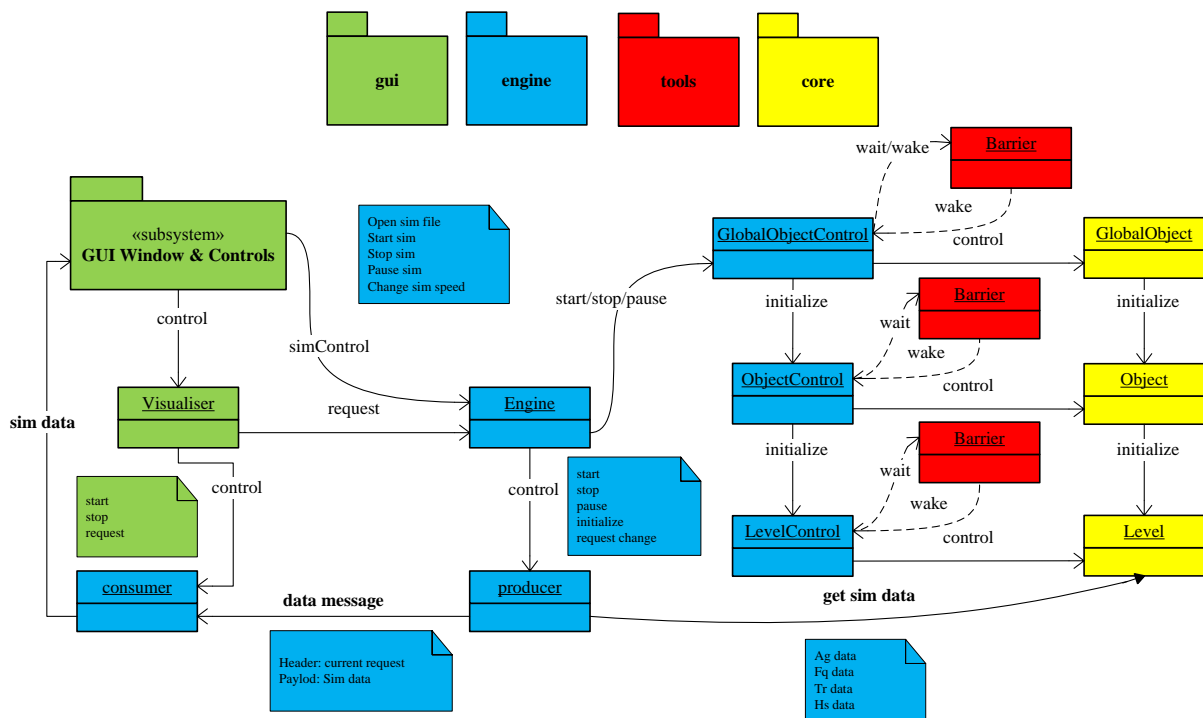 gui
engine
tools
core
wait/wake
Barrier
wake
«subsystem»
GUI Window & Controls
Open sim file
Start sim
Stop sim
Pause sim
Change sim speed
GlobalObjectControl
control
GlobalObject
start/stop/pause
initialize
Barrier
initialize
control
simControl
wait
wake
Visualiser
request
Engine
ObjectControl
control
Object
sim data
control
start
stop
request
control
start
stop
pause
initialize
request change
initialize
Barrier
wait
wake
initialize
LevelControl
control
Level
consumer
data message
producer
get sim data
Header: current request
Paylod: Sim data
Ag data
Fq data
Tr data
Hs data